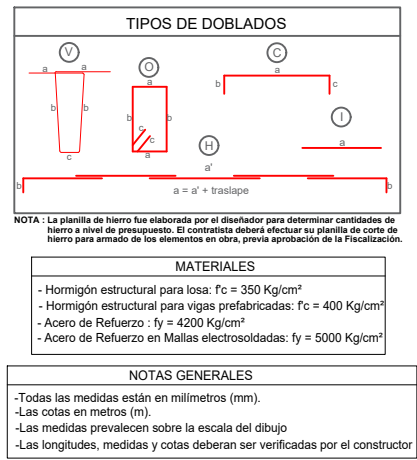 TIPOS DE DOBLADOS
V
O
C
a a
a
a
b b
b b
b c
c
c
c
a
I
a
H
a'
b b
a = a' + traslape
NOTA : La planilla de hierro fue elaborada por el diseñador para determinar cantidades de
hierro a nivel de presupuesto. El contratista deberá efectuar su planilla de corte de
hierro para armado de los elementos en obra, previa aprobación de la Fiscalización.
MATERIALES
- Hormigón estructural para losa: f'c = 350 Kg/cm²
- Hormigón estructural para vigas prefabricadas: f'c = 400 Kg/cm²
- Acero de Refuerzo : fy = 4200 Kg/cm²
- Acero de Refuerzo en Mallas electrosoldadas: fy = 5000 Kg/cm²
NOTAS GENERALES
-Todas las medidas están en milímetros (mm).
-Las cotas en metros (m).
-Las medidas prevalecen sobre la escala del dibujo
-Las longitudes, medidas y cotas deberan ser verificadas por el constructor